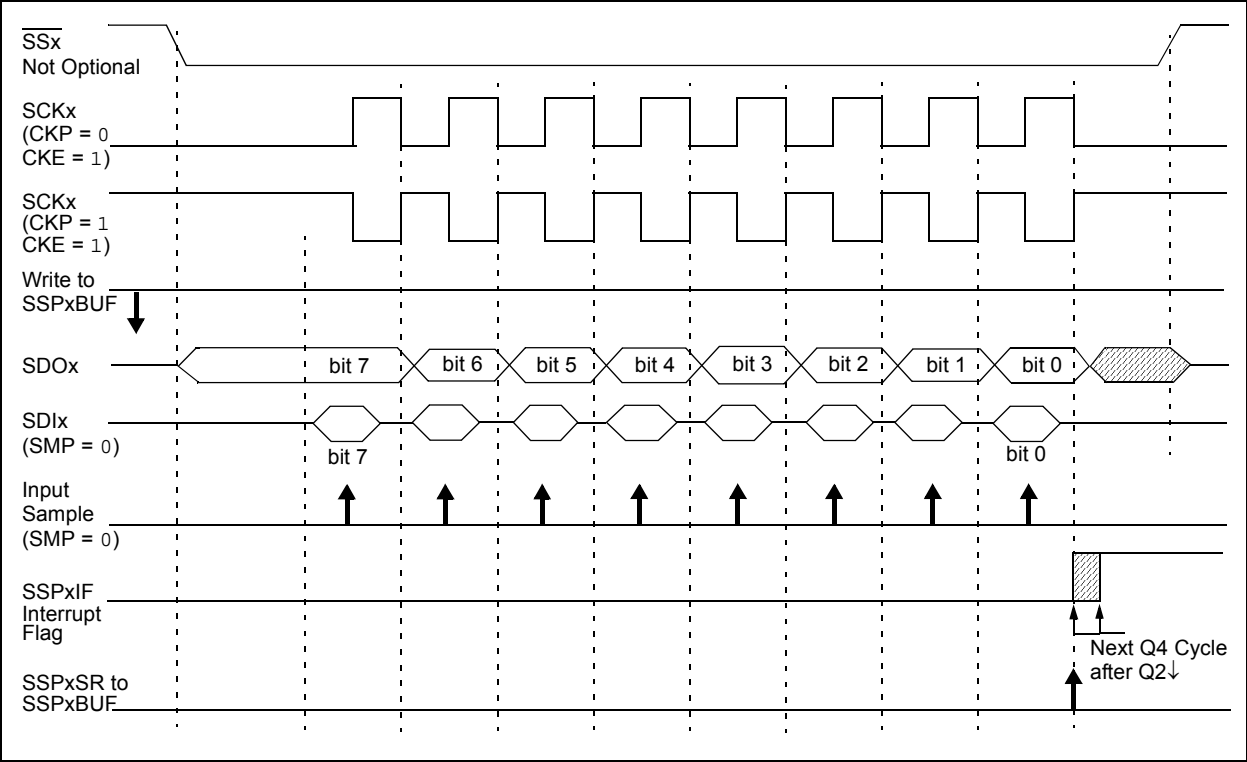 SSx
Not Optional
SCKx
(CKP = 0
CKE = 1)
SCKx
(CKP = 1
CKE = 1)
Write to
SSPxBUF
SDOx
bit 7
bit 6
bit 5
bit 4
bit 3
bit 2
bit 1
bit 0
SDIx
(SMP = 0)
bit 7
bit 0
Input
Sample
(SMP = 0)
SSPxIF
Interrupt
Flag
Next Q4 Cycle
after Q2↓
SSPxSR to
SSPxBUF